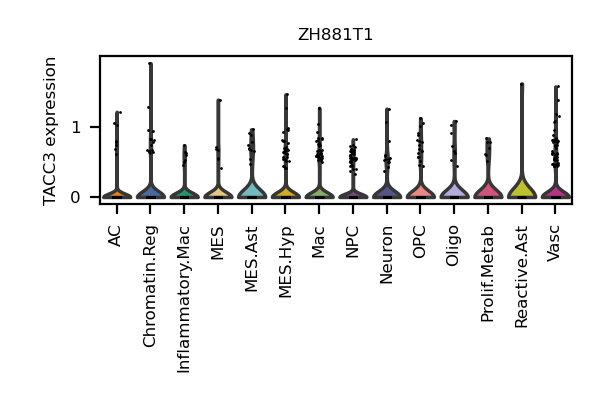 ZH881T1
TACC3 expression
1
0
AC
Chromatin.Reg
Inflammatory.Mac
MES
MES.Ast
MES.Hyp
Mac
NPC
Neuron
OPC
Oligo
Prolif.Metab
Reactive.Ast
Vasc